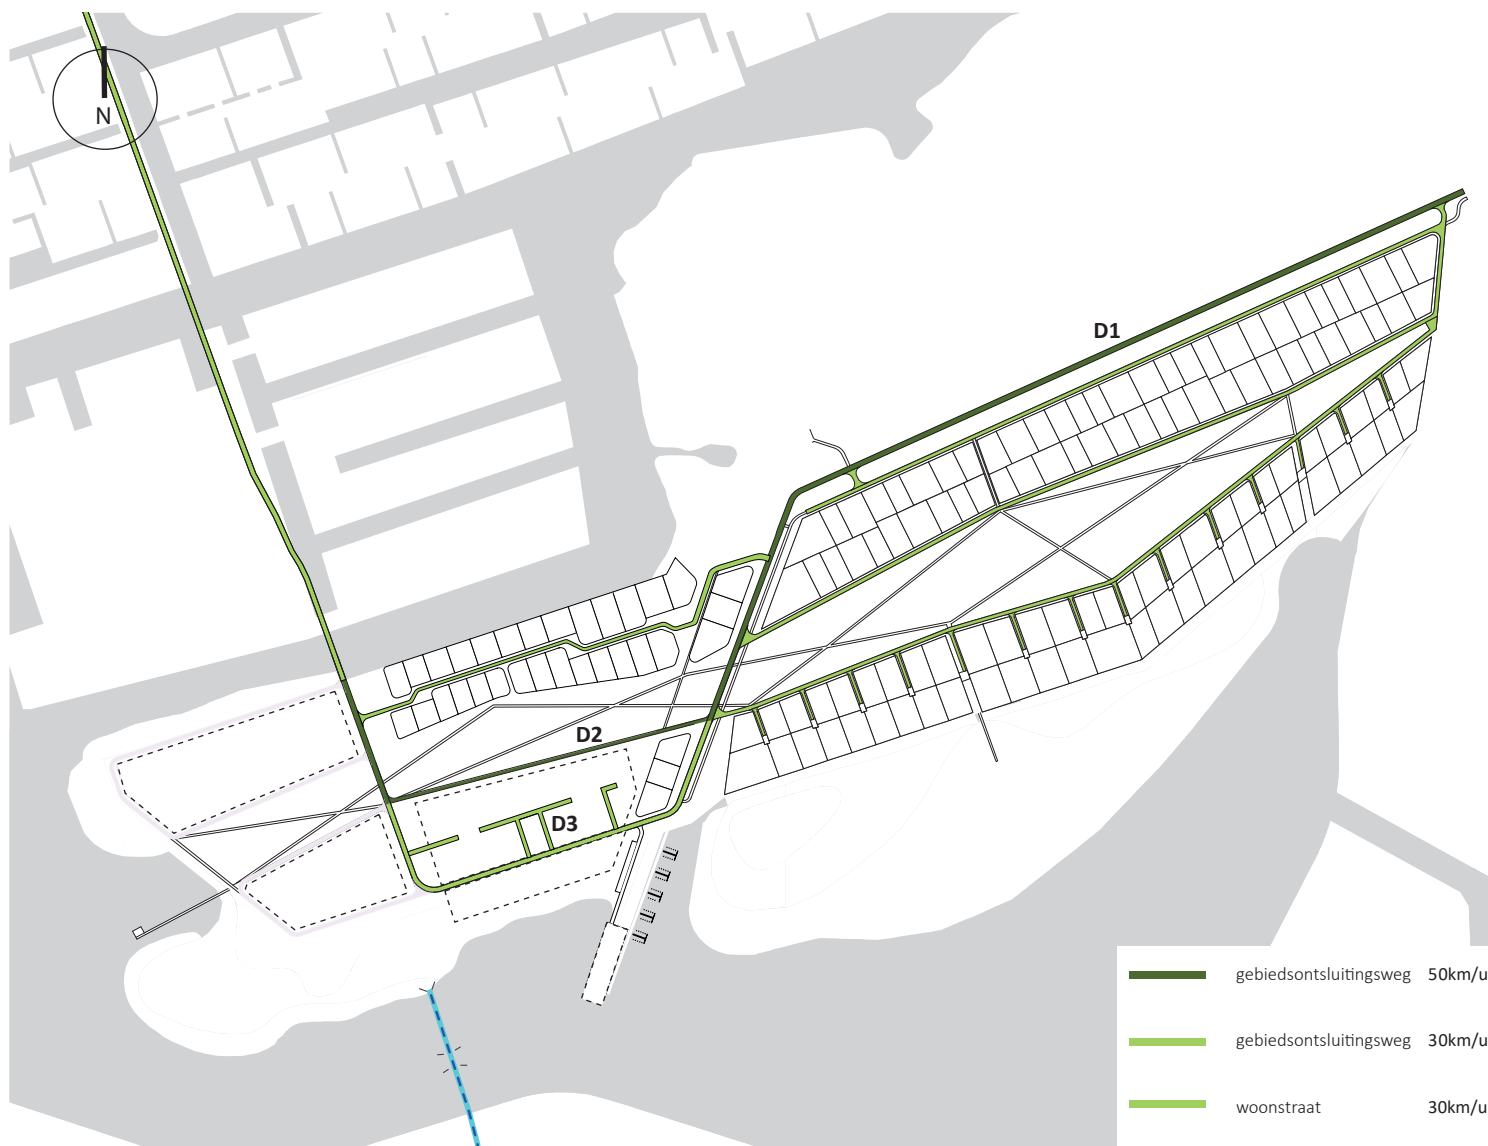 N
D1
D2
D3
gebiedsontsluitingsweg 50km/u
gebiedsontsluitingsweg 30km/u
woonstraat 30km/u